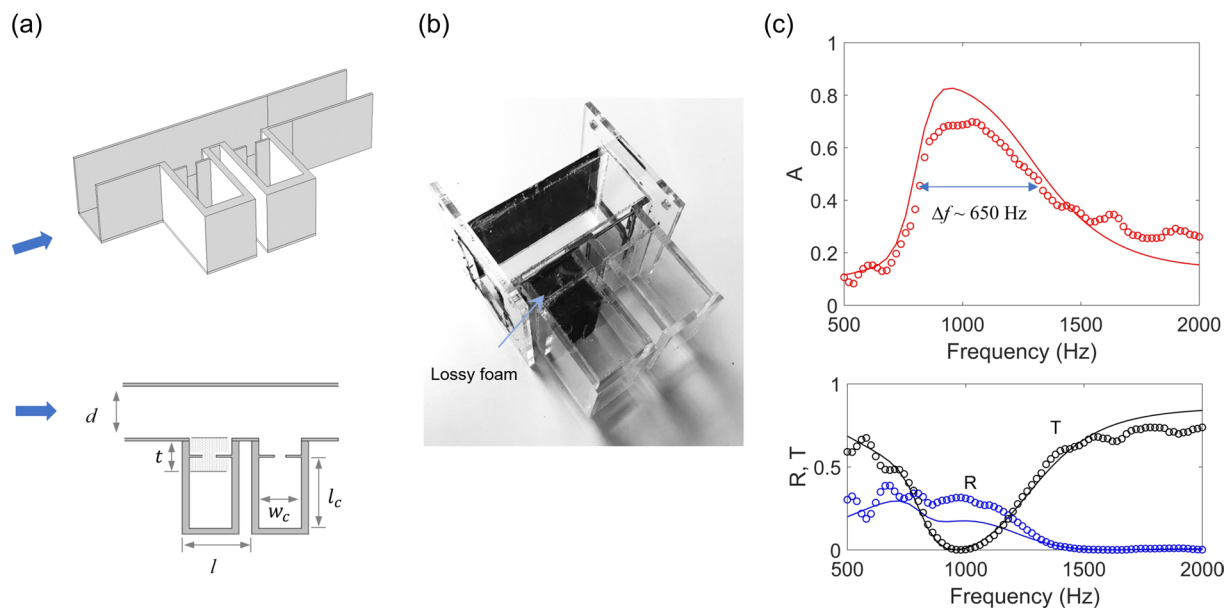 (a)
d
t
l_c
w_c
l
(b)
Lossy foam
(c)
1
0.8
0.6
0.4
0.2
0
A
Δf ~ 650 Hz
500 1000 1500 2000
Frequency (Hz)
1
0.5
0
R, T
T
R
500 1000 1500 2000
Frequency (Hz)